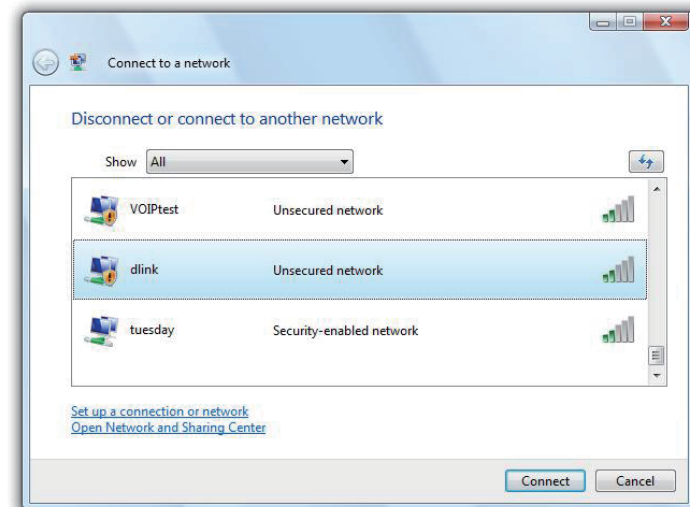 Connect to a network
Disconnect or connect to another network
Show All
VOIPtest Unsecured network
dlink Unsecured network
tuesday Security-enabled network
Set up a connection or network
Open Network and Sharing Center
Connect Cancel